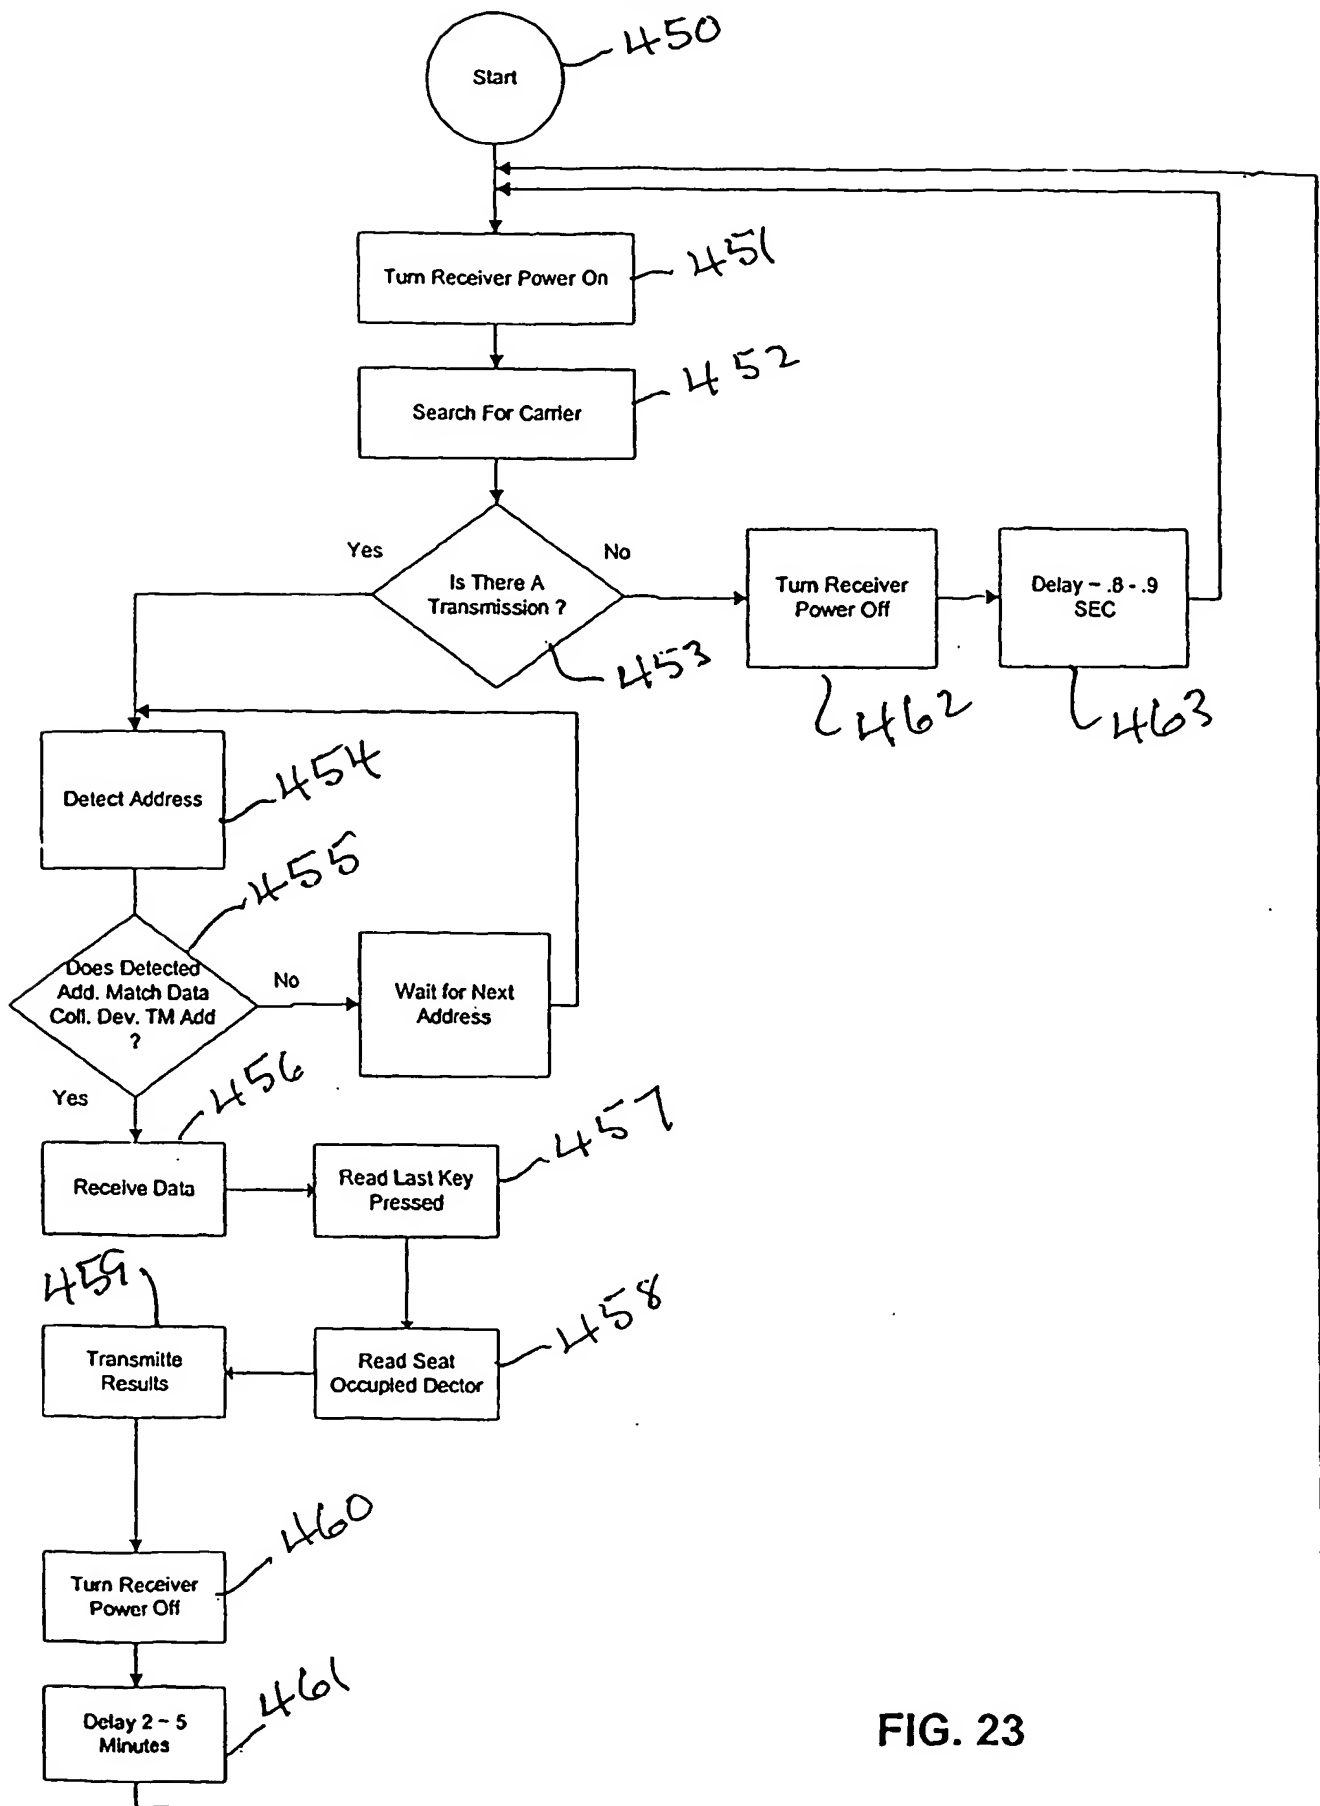 Start
450
Turn Receiver Power On
451
Search For Carrier
452
Yes
No
Is There A
Transmission ?
453
Turn Receiver
Power Off
462
Delay ~ .8 - .9
SEC
463
Detect Address
454
455
Does Detected
Add. Match Data
Coll. Dev. TM Add
?
No
Wait for Next
Address
Yes
456
Receive Data
Read Last Key
Pressed
457
459
Transmitte
Results
Read Seat
Occupied Dector
458
460
Turn Receiver
Power Off
461
Delay 2 ~ 5
Minutes
FIG. 23